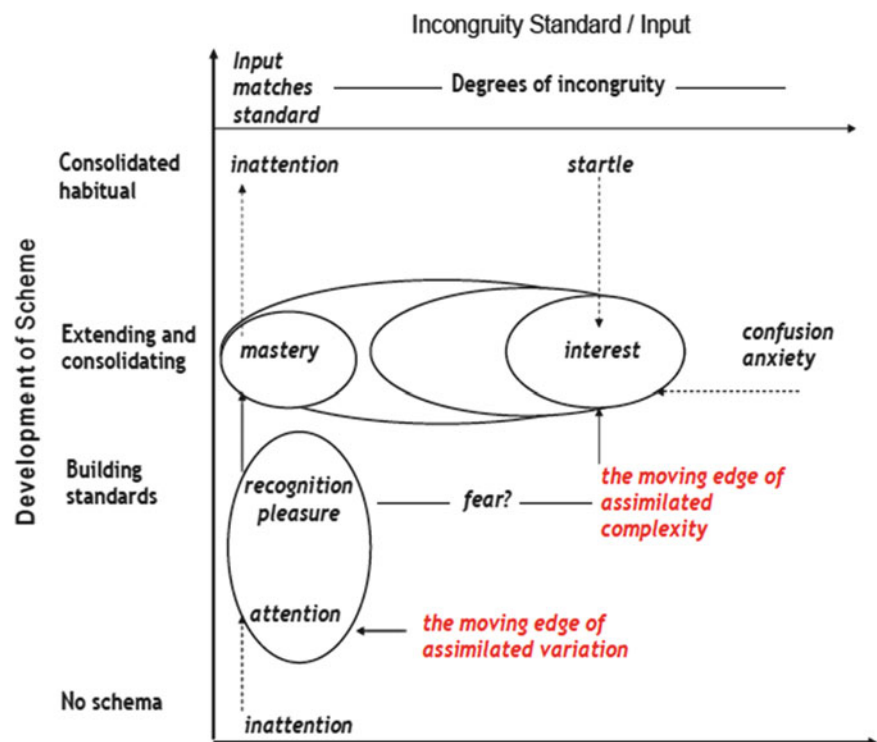 Incongruity Standard / Input
Input
matches
standard
Degrees of incongruity
Development of Scheme
Consolidated
habitual
inattention
startle
Extending and
consolidating
mastery
interest
confusion
anxiety
Building
standards
recognition
pleasure
fear?
the moving edge of
assimilated
complexity
attention
the moving edge of
assimilated variation
No schema
inattention